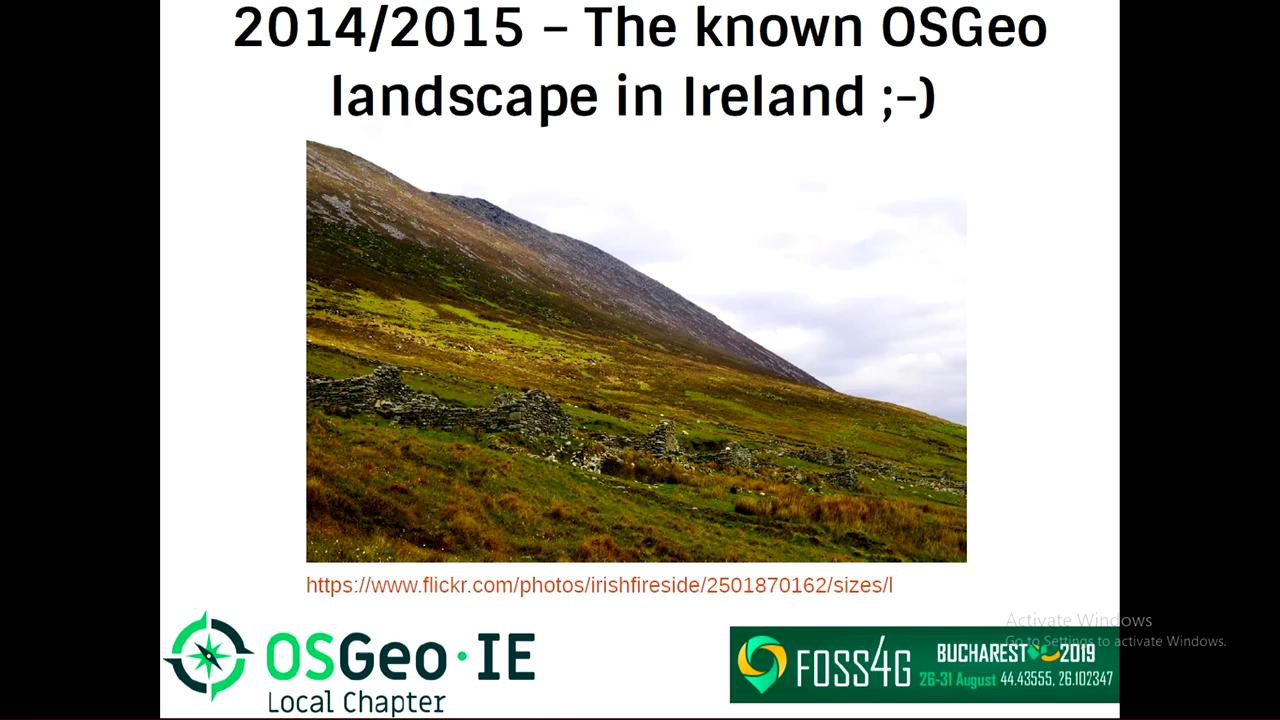 2014/2015 – The known OSGeo
landscape in Ireland ;-)
https://www.flickr.com/photos/irishfireside/2501870162/sizes/l
Activate Windows
Go to Settings to activate Windows.
OSGeo·IE
Local Chapter
FOSS4G
BUCHAREST 2019
26-31 August 44.43555, 26.102347